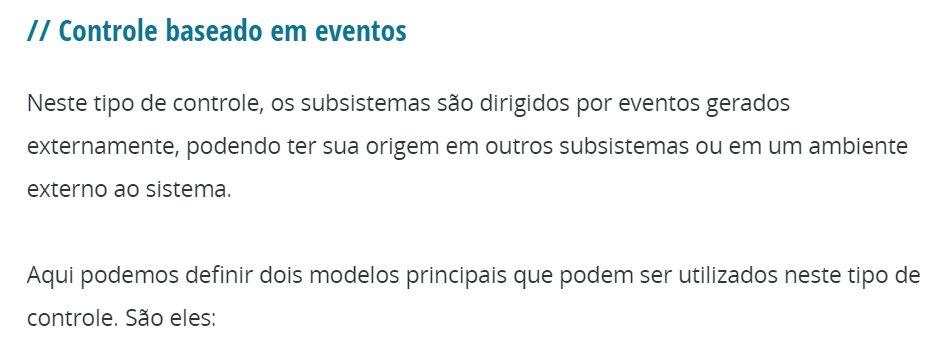 // Controle baseado em eventos
Neste tipo de controle, os subsistemas são dirigidos por eventos gerados
externamente, podendo ter sua origem em outros subsistemas ou em um ambiente
externo ao sistema.
Aqui podemos definir dois modelos principais que podem ser utilizados neste tipo de
controle. São eles: